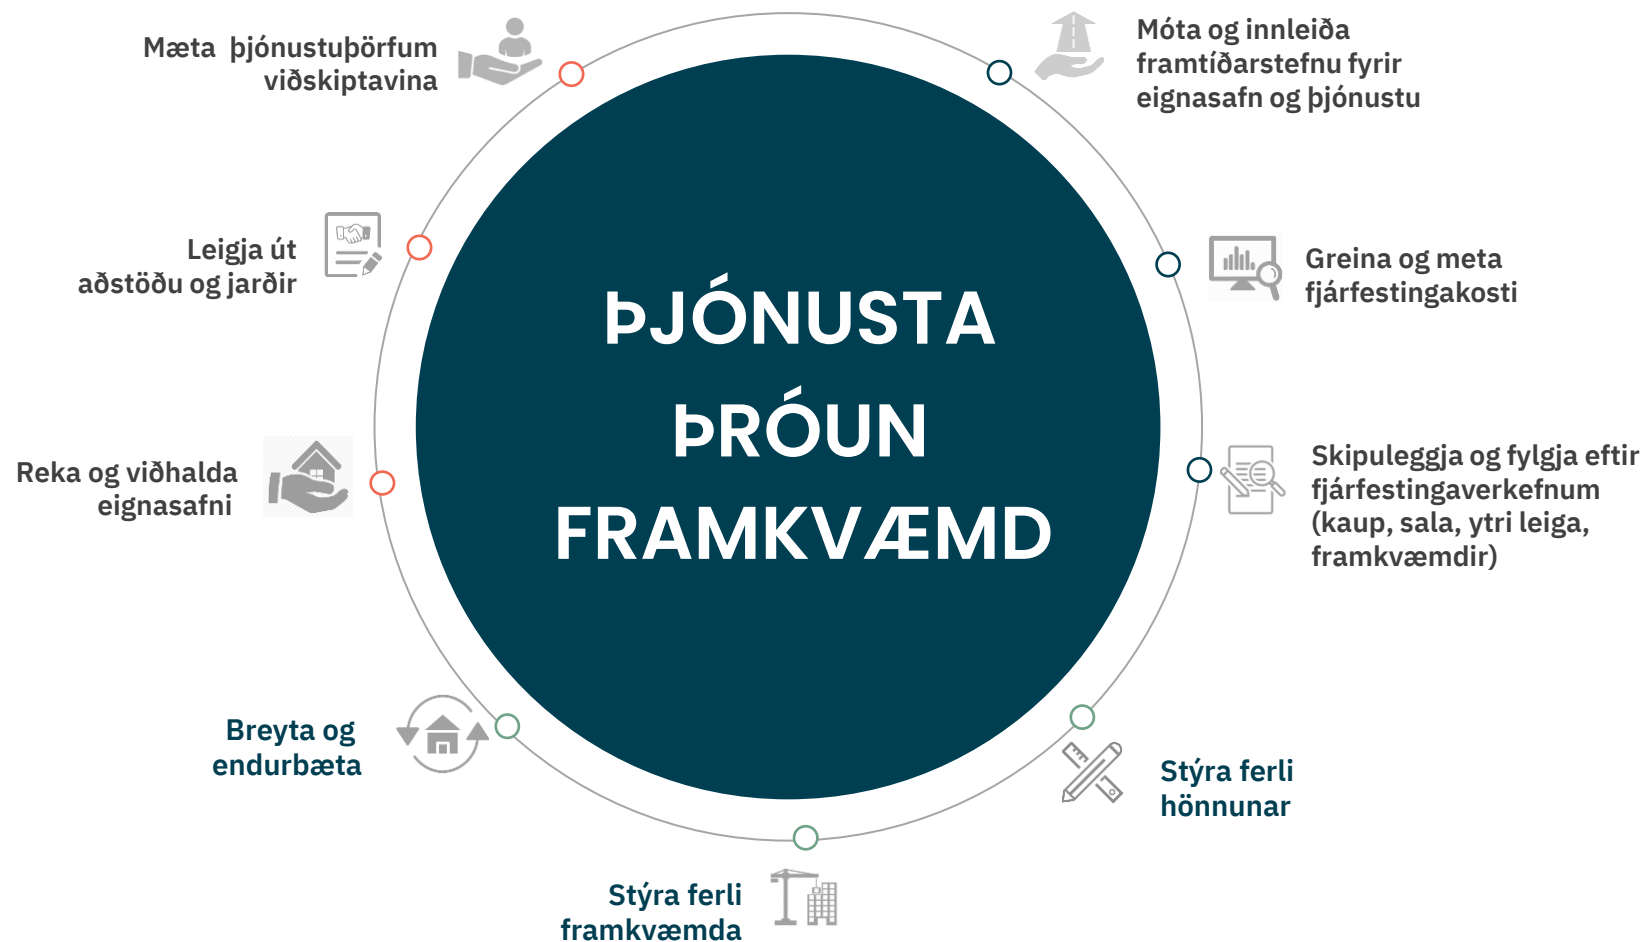 Mæta þjónustuþörfum
viðskiptavina
Móta og innleiða
framtíðarstefnu fyrir
eignasafn og þjónustu
Leigja út
aðstöðu og jarðir
Greina og meta
fjárfestingakosti
ÞJÓNUSTA
ÞRÓUN
FRAMKVÆMD
Reka og viðhalda
eignasafni
Skipuleggja og fylgja eftir
fjárfestingaverkefnum
(kaup, sala, ytri leiga,
framkvæmdir)
Breyta og
endurbæta
Stýra ferli
hönnunar
Stýra ferli
framkvæmda